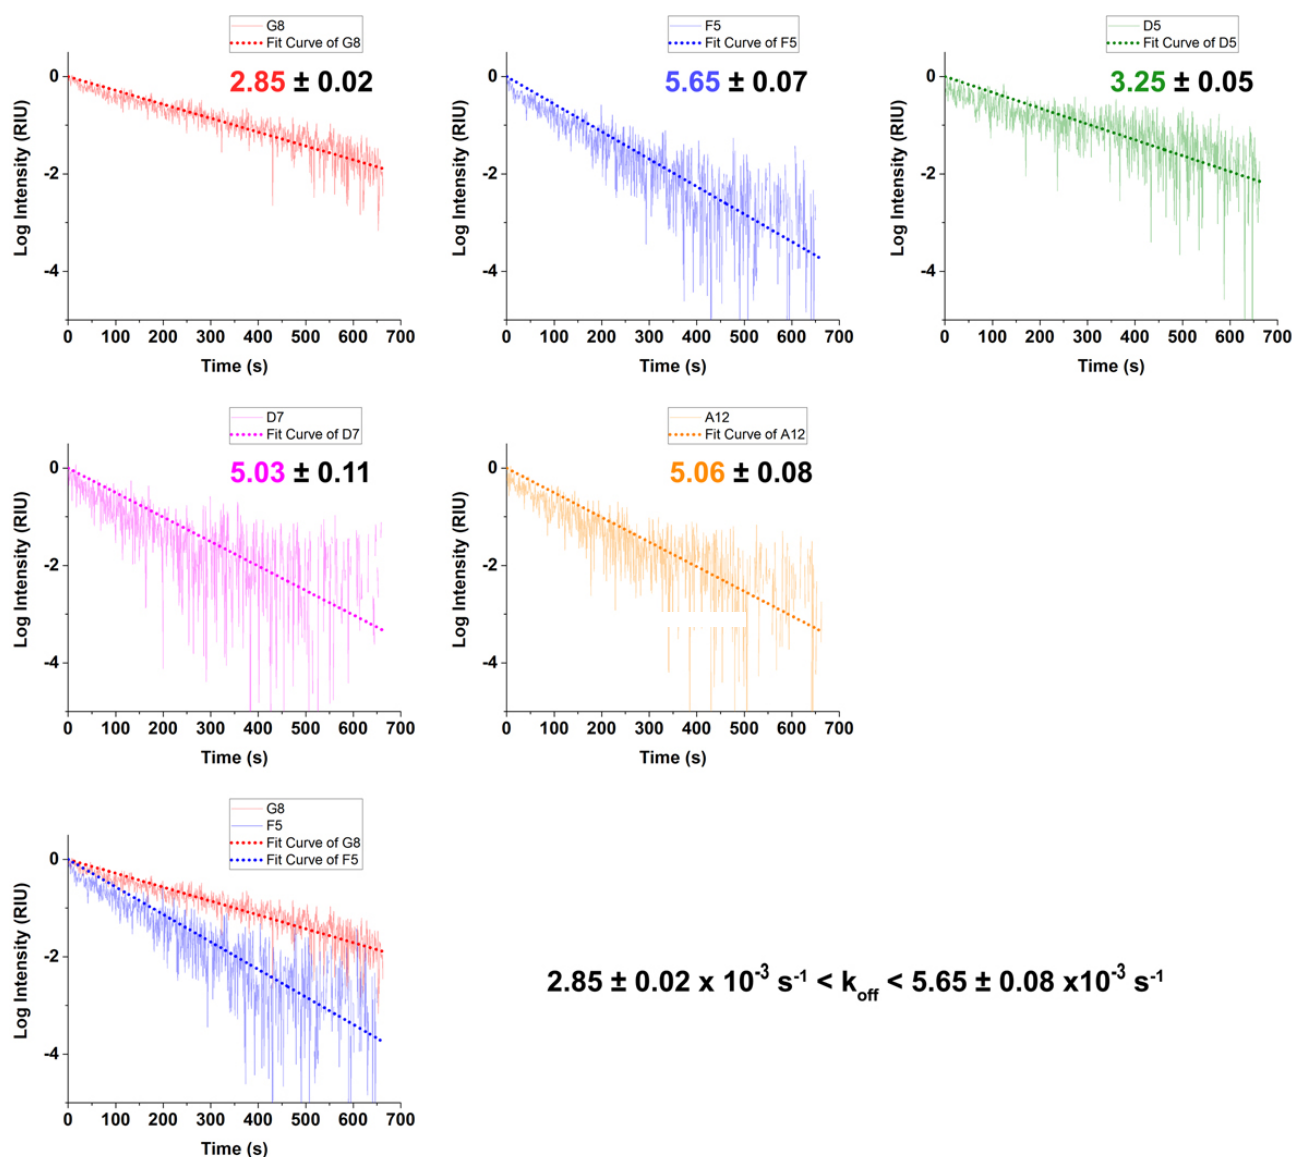 G8
Fit Curve of G8
2.85 ± 0.02
Log Intensity (RIU)
0
-2
-4
0 100 200 300 400 500 600 700
Time (s)
F5
Fit Curve of F5
5.65 ± 0.07
Log Intensity (RIU)
0
-2
-4
0 100 200 300 400 500 600 700
Time (s)
D5
Fit Curve of D5
3.25 ± 0.05
Log Intensity (RIU)
0
-2
-4
0 100 200 300 400 500 600 700
Time (s)
D7
Fit Curve of D7
5.03 ± 0.11
Log Intensity (RIU)
0
-2
-4
0 100 200 300 400 500 600 700
Time (s)
A12
Fit Curve of A12
5.06 ± 0.08
Log Intensity (RIU)
0
-2
-4
0 100 200 300 400 500 600 700
Time (s)
G8
F5
Fit Curve of G8
Fit Curve of F5
Log Intensity (RIU)
0
-2
-4
0 100 200 300 400 500 600 700
Time (s)
2.85 ± 0.02 x 10⁻³ s⁻¹ < k_off < 5.65 ± 0.08 x10⁻³ s⁻¹